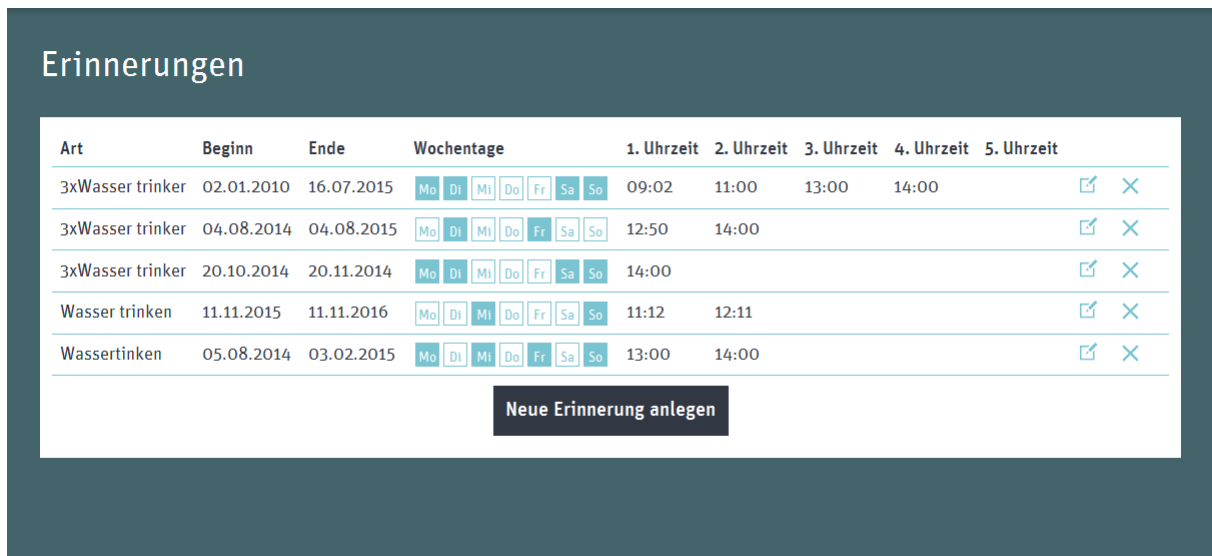 Erinnerungen
Art Beginn Ende Wochentage 1. Uhrzeit 2. Uhrzeit 3. Uhrzeit 4. Uhrzeit 5. Uhrzeit
3xWasser trinker 02.01.2010 16.07.2015 Mo Di Mi Do Fr Sa So 09:02 11:00 13:00 14:00
3xWasser trinker 04.08.2014 04.08.2015 Mo Di Mi Do Fr Sa So 12:50 14:00
3xWasser trinker 20.10.2014 20.11.2014 Mo Di Mi Do Fr Sa So 14:00
Wasser trinken 11.11.2015 11.11.2016 Mo Di Mi Do Fr Sa So 11:12 12:11
Wassertinken 05.08.2014 03.02.2015 Mo Di Mi Do Fr Sa So 13:00 14:00
Neue Erinnerung anlegen